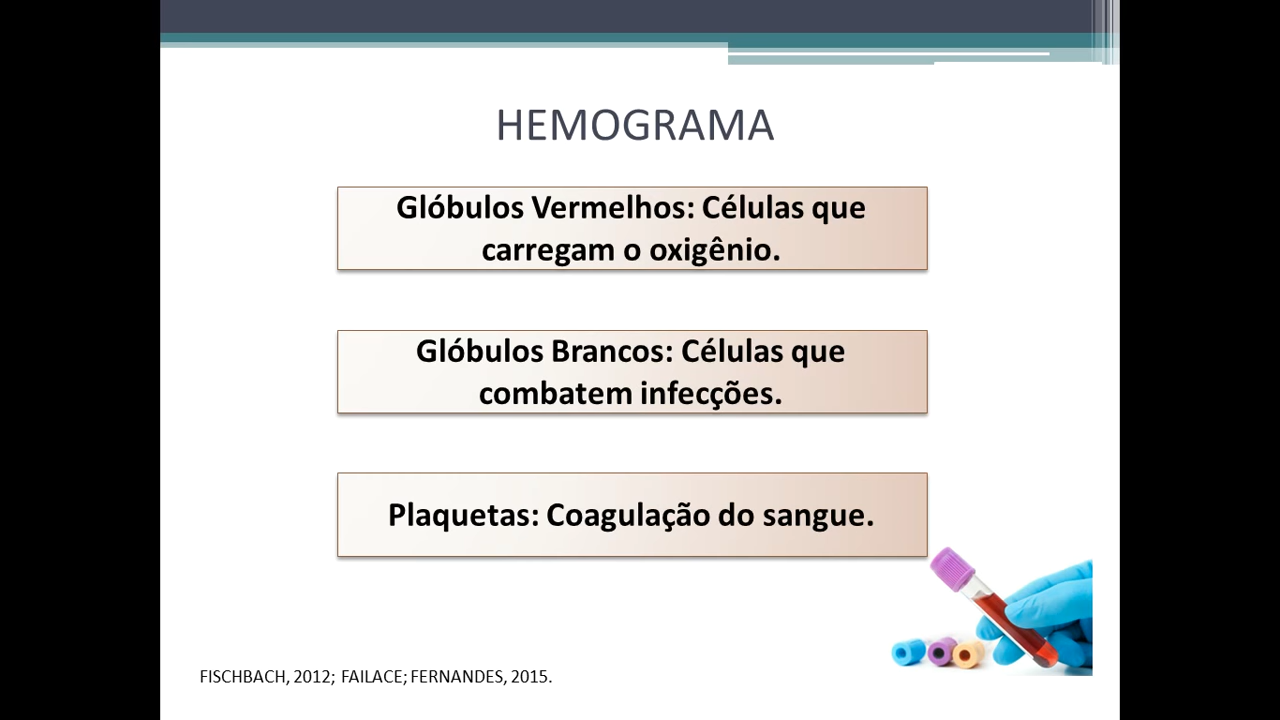 HEMOGRAMA
Glóbulos Vermelhos: Células que
carregam o oxigênio.
Glóbulos Brancos: Células que
combatem infecções.
Plaquetas: Coagulação do sangue.
FISCHBACH, 2012; FAILACE; FERNANDES, 2015.